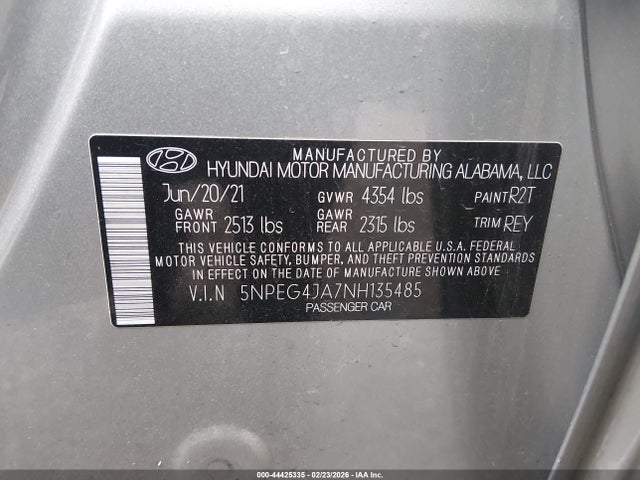 MANUFACTURED BY
HYUNDAI MOTOR MANUFACTURING ALABAMA, LLC
Jun/20/21 GVWR 4354 lbs PAINT R2T
GAWR FRONT 2513 lbs GAWR REAR 2315 lbs TRIM REY
THIS VEHICLE CONFORMS TO ALL APPLICABLE U.S.A. FEDERAL
MOTOR VEHICLE SAFETY, BUMPER, AND THEFT PREVENTION STANDARDS
IN EFFECT ON THE DATE OF MANUFACTURE SHOWN ABOVE.
V.I.N 5NPEG4JA7NH135485
PASSENGER CAR
000-44425335 - 02/23/2026 - IAAI.COM